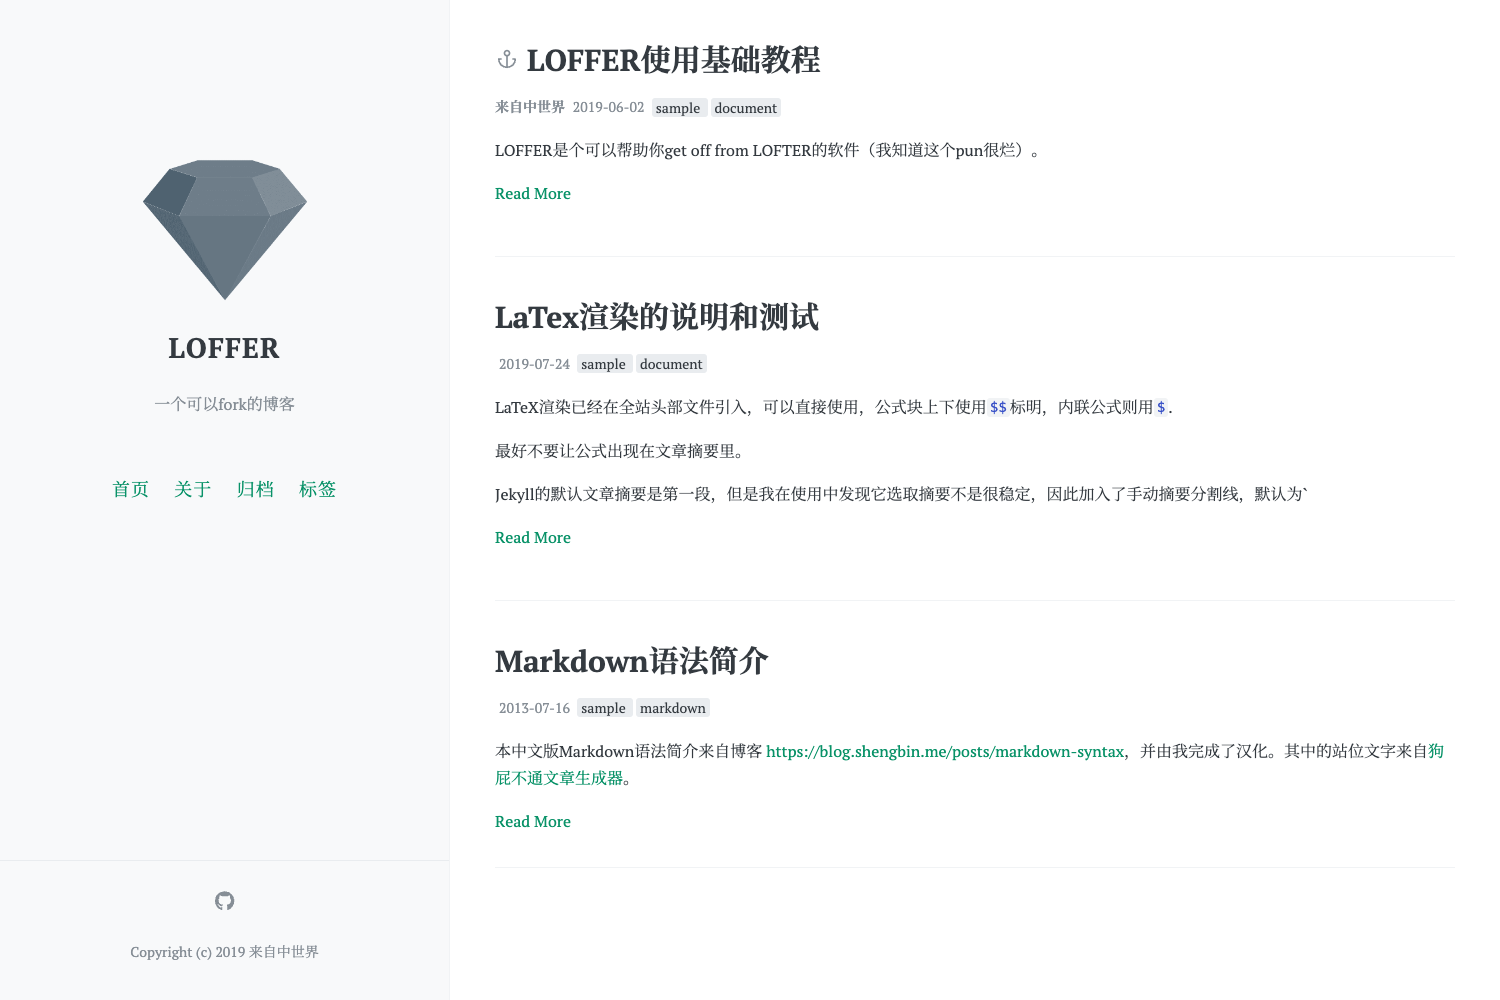 LOFFER
一个可以fork的博客
首页 关于 归档 标签
Copyright (c) 2019 来自中世界
LOFFER使用基础教程
来自中世界 2019-06-02 sample document
LOFFER是个可以帮助你get off from LOFTER的软件（我知道这个pun很烂）。
Read More
LaTex渲染的说明和测试
2019-07-24 sample document
LaTeX渲染已经在全站头部文件引入，可以直接使用，公式块上下使用$$标明，内联公式则用$.
最好不要让公式出现在文章摘要里。
Jekyll的默认文章摘要是第一段，但是我在使用中发现它选取摘要不是很稳定，因此加入了手动摘要分割线，默认为`
Read More
Markdown语法简介
2013-07-16 sample markdown
本中文版Markdown语法简介来自博客 https://blog.shengbin.me/posts/markdown-syntax，并由我完成了汉化。其中的站位文字来自狗
屁不通文章生成器。
Read More